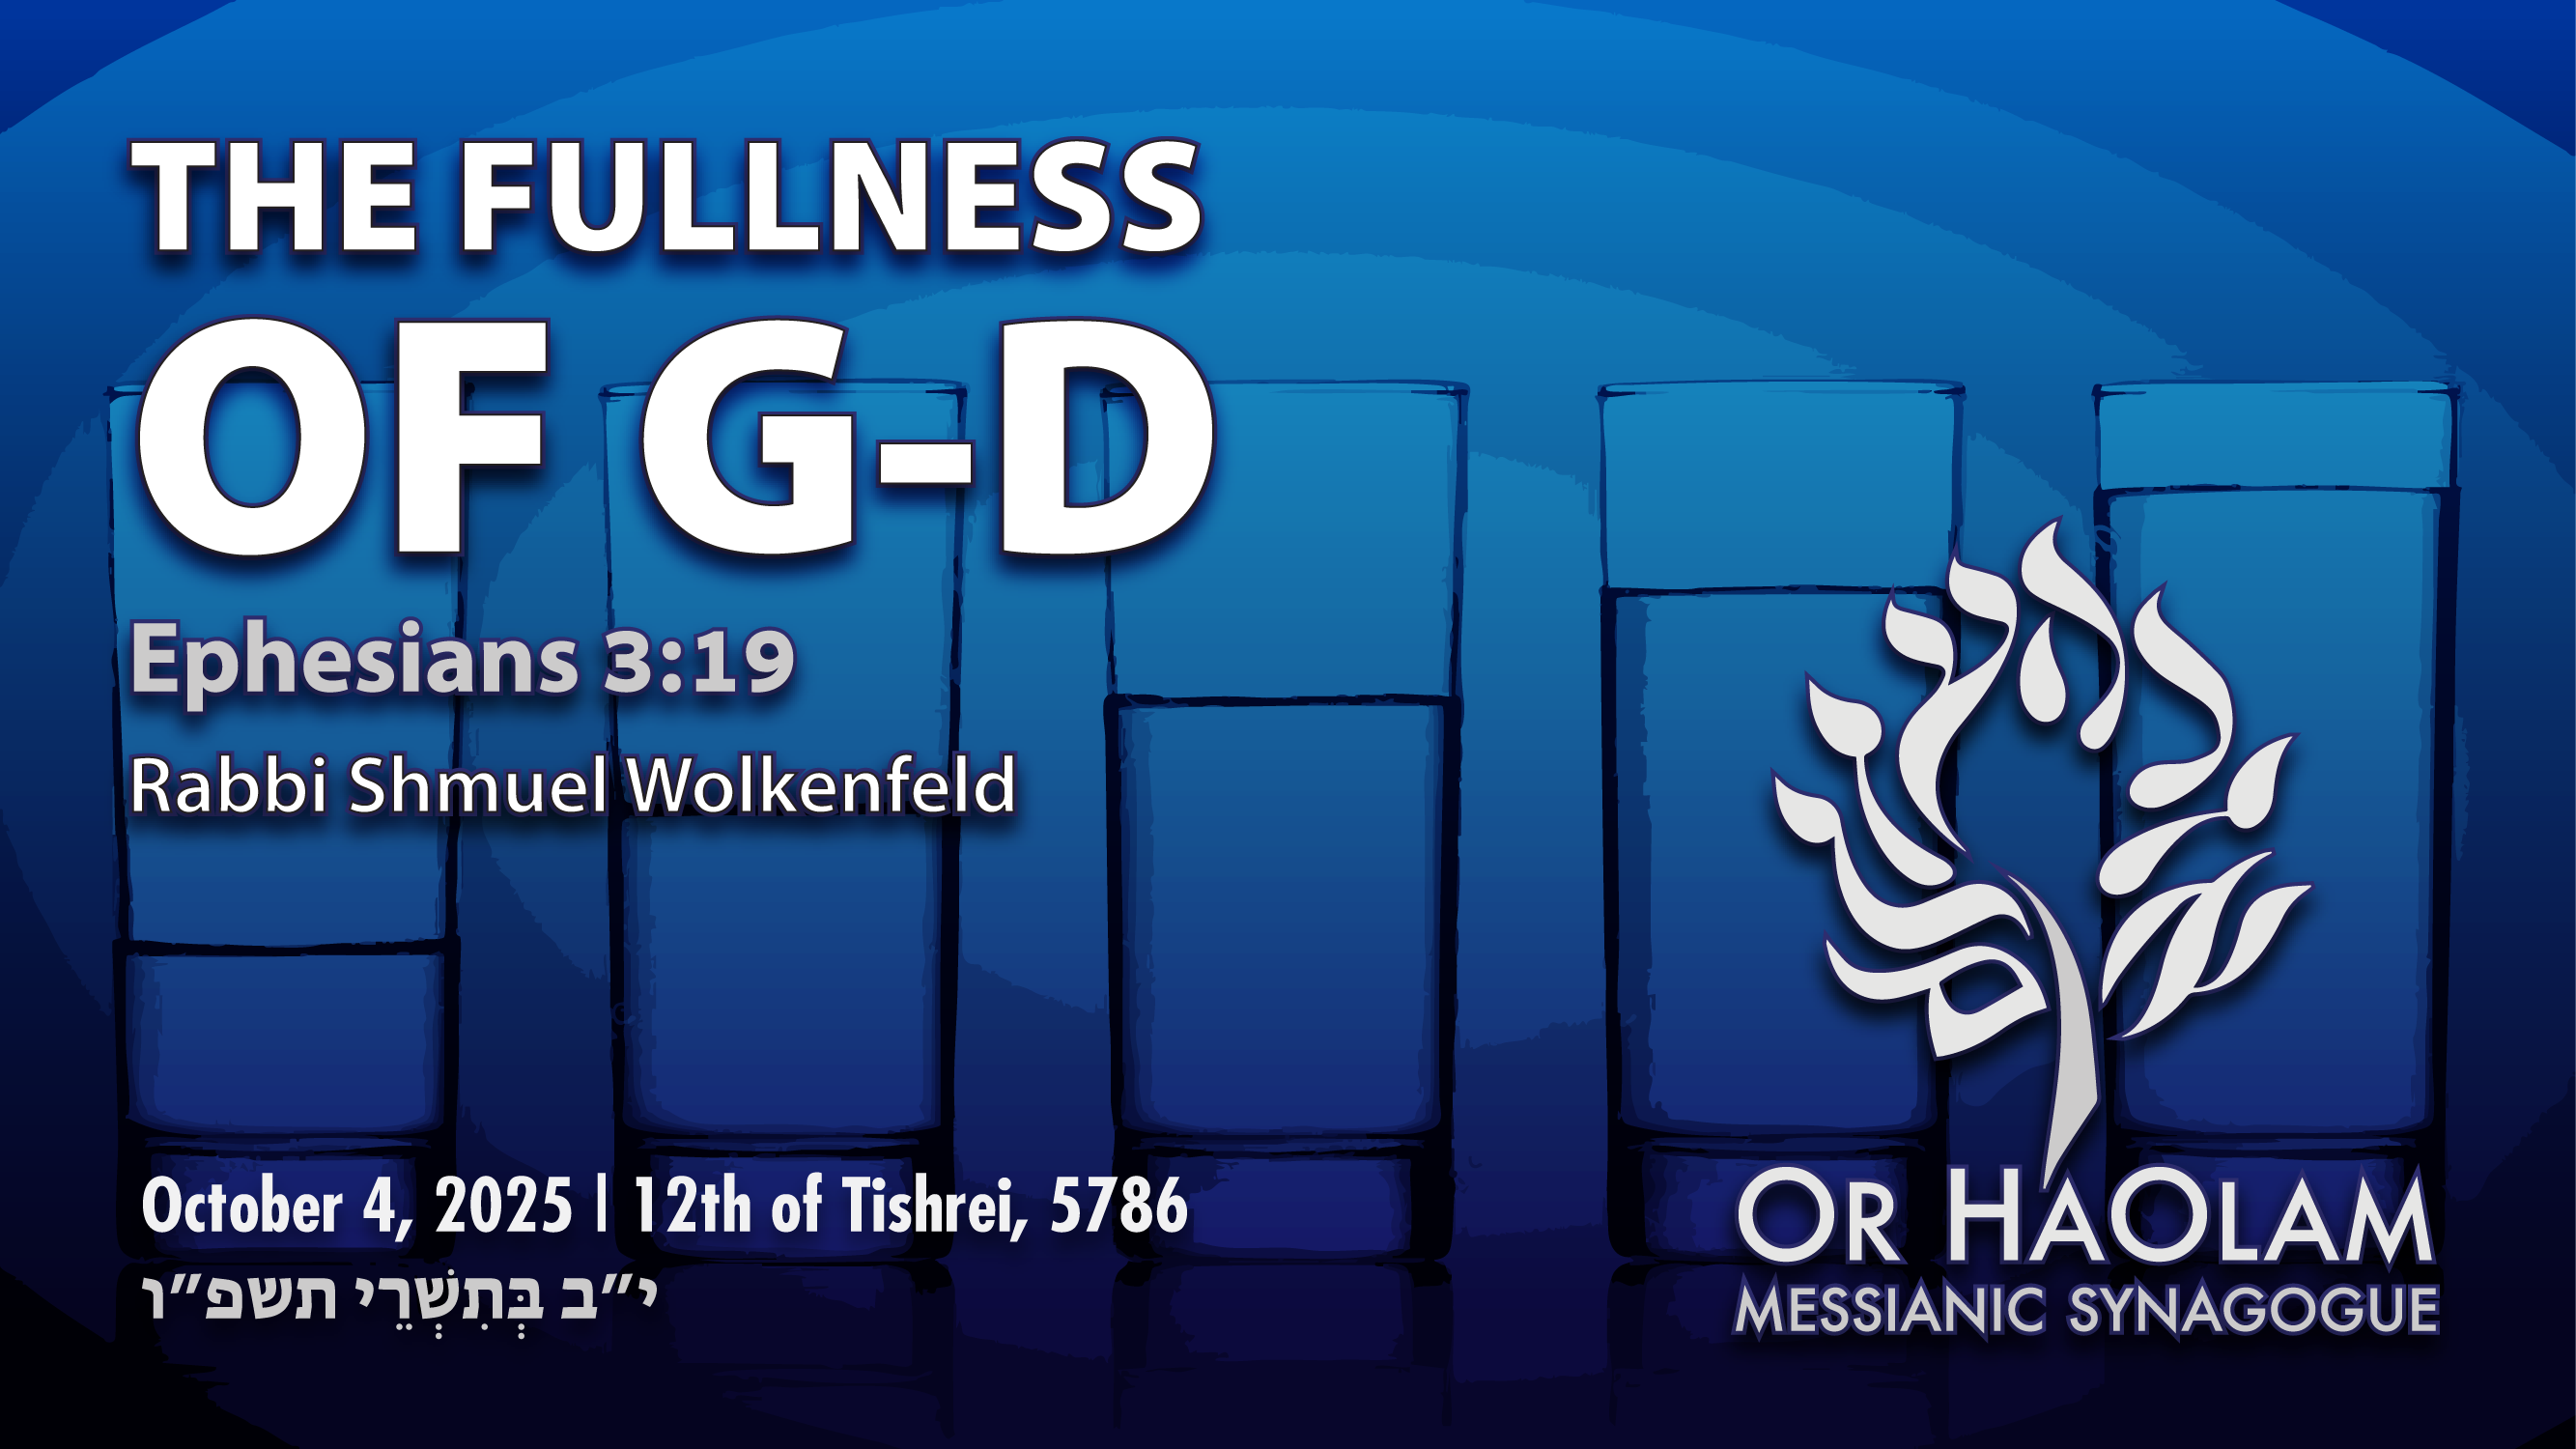 THE FULLNESS
OF G-D
Ephesians 3:19
Rabbi Shmuel Wolkenfeld
October 4, 2025 | 12th of Tishrei, 5786
י״ב בְּתִשְׁרֵי תשפ״ו
OR HAOLAM
MESSIANIC SYNAGOGUE